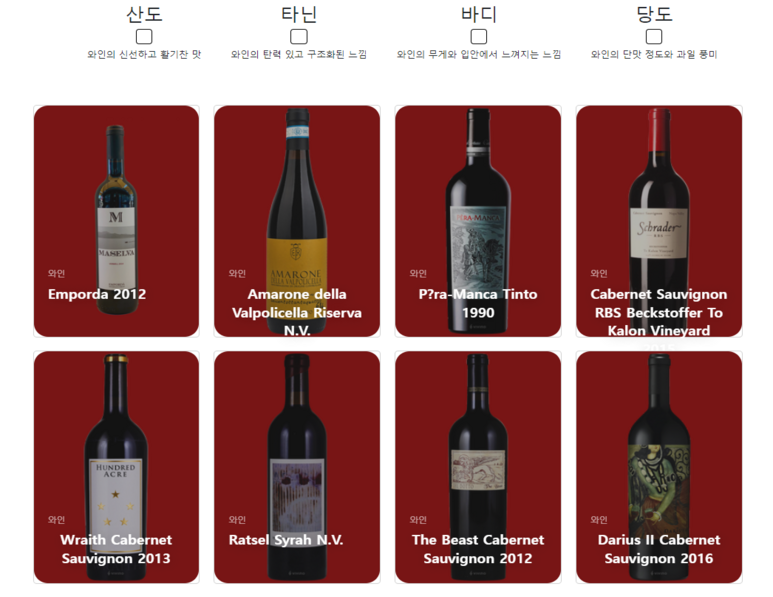 산도
타닌
바디
당도
와인의 신선하고 활기찬 맛
와인의 탄력 있고 구조화된 느낌
와인의 무게와 입안에서 느껴지는 느낌
와인의 단맛 정도와 과일 풍미
M
MASELVA
와인
Emporda 2012
AMARONE
와인
Amarone della
Valpolicella Riserva
N.V.
PÊRA-MANCA
와인
P?ra-Manca Tinto
1990
Schrader
와인
Cabernet Sauvignon
RBS Beckstoffer To
Kalon Vineyard
HUNDRED
ACRE
와인
Wraith Cabernet
Sauvignon 2013
와인
Ratsel Syrah N.V.
와인
The Beast Cabernet
Sauvignon 2012
와인
Darius II Cabernet
Sauvignon 2016